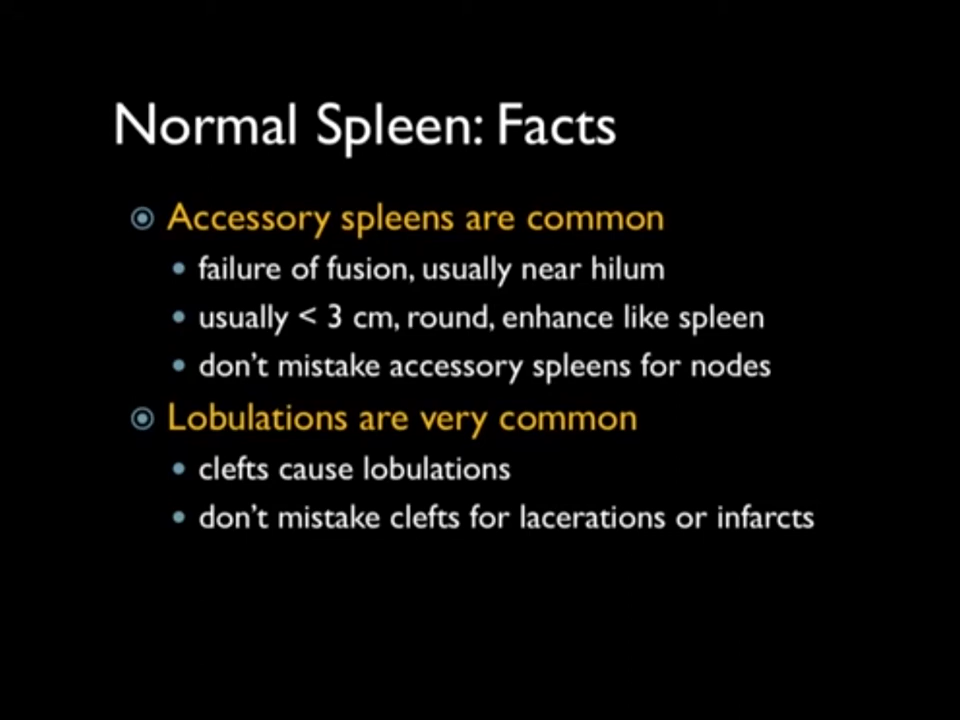 Normal Spleen: Facts
Accessory spleens are common
failure of fusion, usually near hilum
usually < 3 cm, round, enhance like spleen
don't mistake accessory spleens for nodes
Lobulations are very common
clefts cause lobulations
don't mistake clefts for lacerations or infarcts